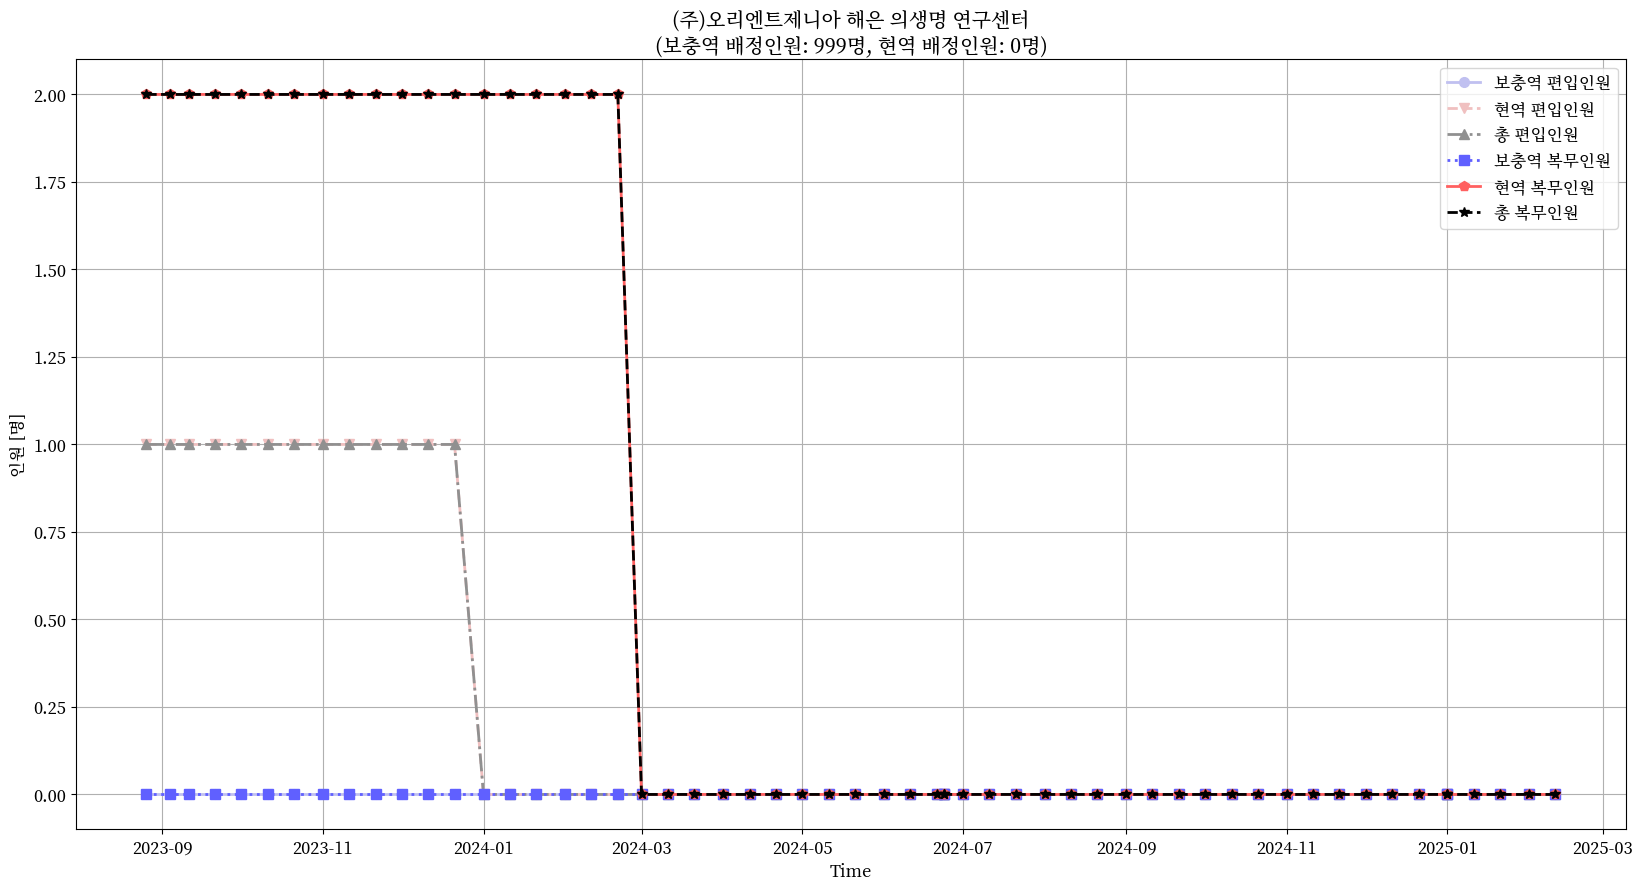 (주)오리엔트제니아 해은 의생명 연구센터
(보충역 배정인원: 999명, 현역 배정인원: 0명)
보충역 편입인원
현역 편입인원
총 편입인원
보충역 복무인원
현역 복무인원
총 복무인원
2.00
1.75
1.50
1.25
1.00
0.75
0.50
0.25
0.00
인원 [명]
2023-09 2023-11 2024-01 2024-03 2024-05 2024-07 2024-09 2024-11 2025-01 2025-03
Time